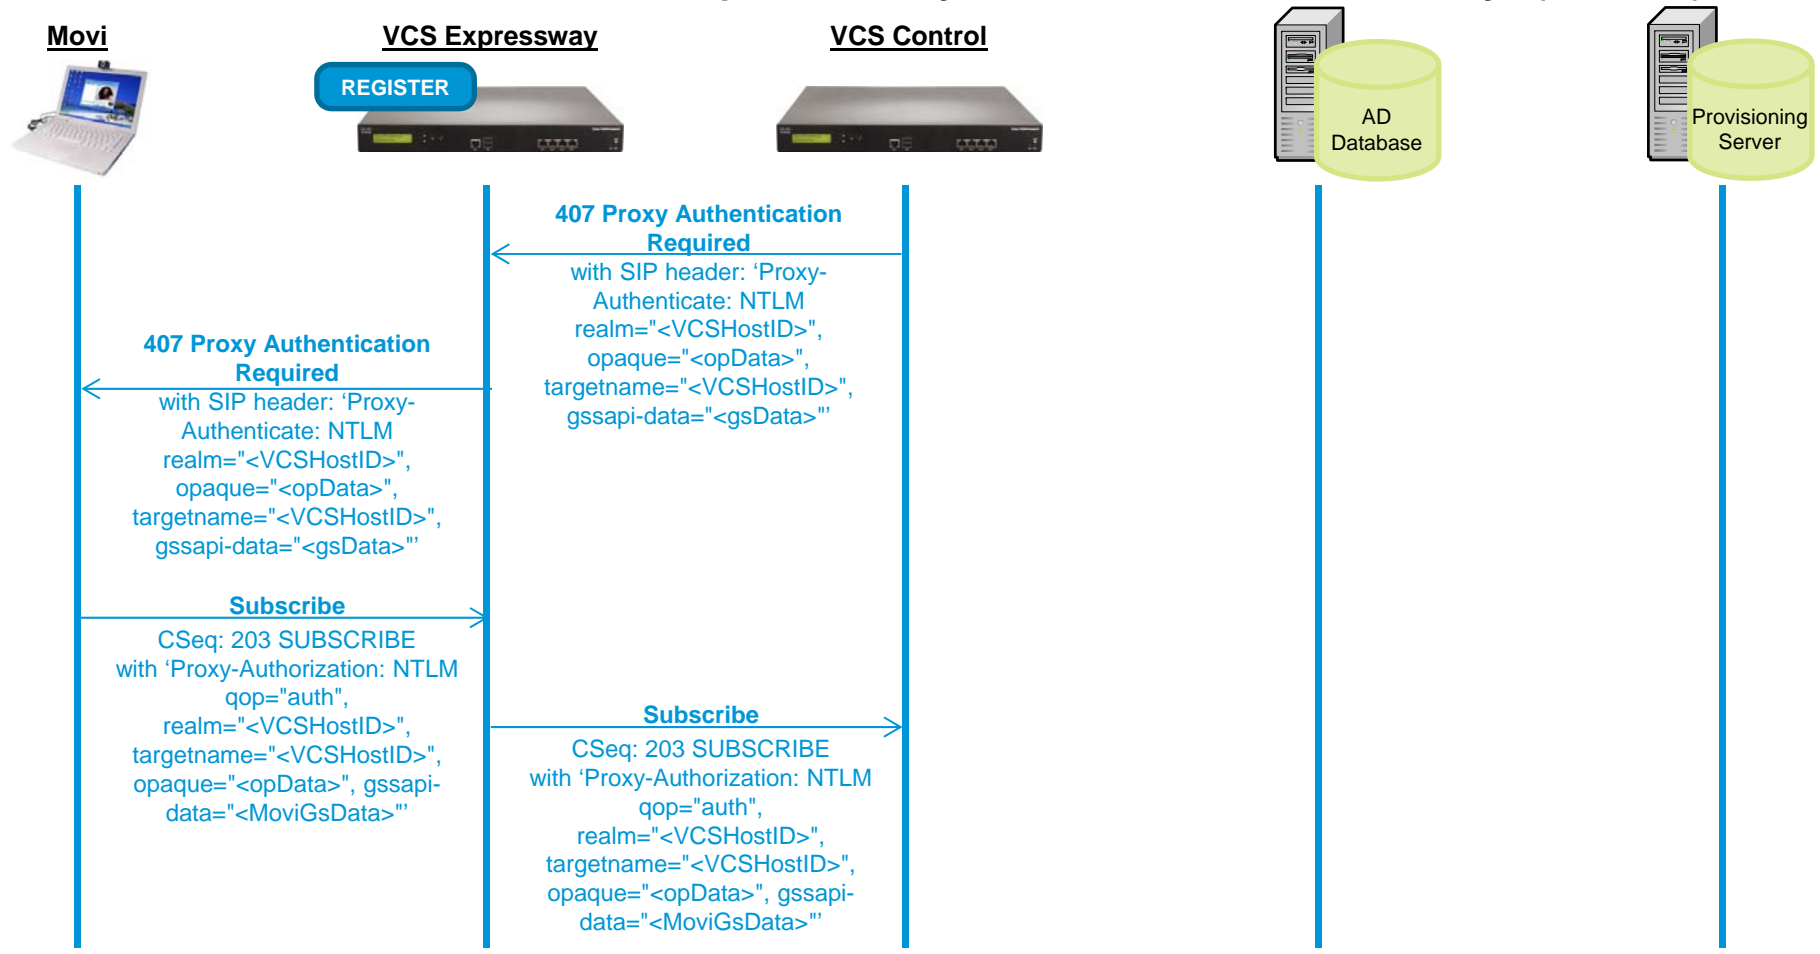 Movi
VCS Expressway
VCS Control
REGISTER
AD
Database
Provisioning
Server
407 Proxy Authentication
Required
with SIP header: ‘Proxy-
Authenticate: NTLM
realm="<VCSHostID>",
opaque="<opData>",
targetname="<VCSHostID>",
gssapi-data="<gsData>"’
407 Proxy Authentication
Required
with SIP header: ‘Proxy-
Authenticate: NTLM
realm="<VCSHostID>",
opaque="<opData>",
targetname="<VCSHostID>",
gssapi-data="<gsData>"’
Subscribe
CSeq: 203 SUBSCRIBE
with ‘Proxy-Authorization: NTLM
qop="auth",
realm="<VCSHostID>",
targetname="<VCSHostID>",
opaque="<opData>", gssapi-
data="<MoviGsData>"’
Subscribe
CSeq: 203 SUBSCRIBE
with ‘Proxy-Authorization: NTLM
qop="auth",
realm="<VCSHostID>",
targetname="<VCSHostID>",
opaque="<opData>", gssapi-
data="<MoviGsData>"’